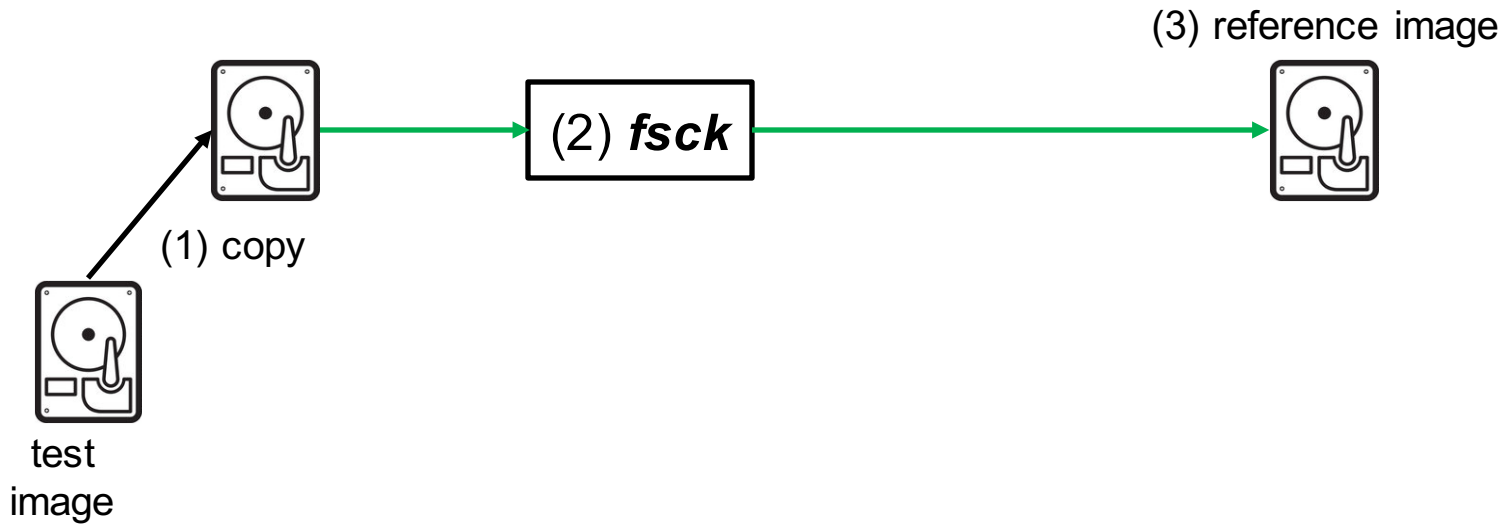 (3) reference image
(2) fsck
(1) copy
test
image